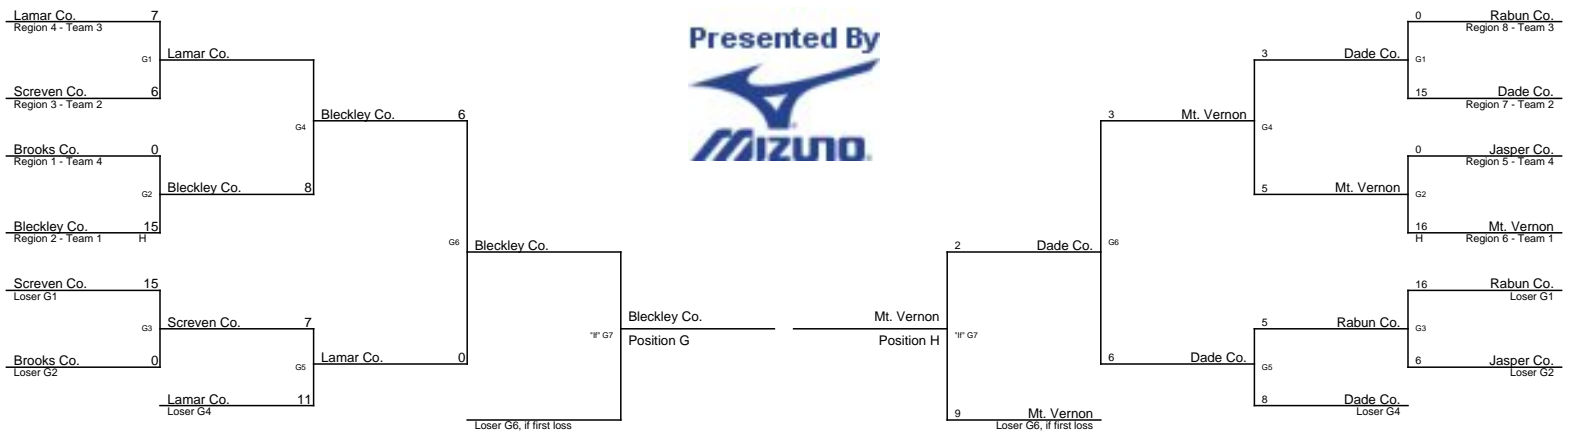 Lamar Co. 7
Region 4 - Team 3
G1
Lamar Co.
Screven Co. 6
Region 3 - Team 2
G4
Bleckley Co. 6
Brooks Co. 0
Region 1 - Team 4
G2
Bleckley Co. 8
Bleckley Co. 15
Region 2 - Team 1 H
G6
Bleckley Co.
Screven Co. 15
Loser G1
G3
Screven Co. 7
Brooks Co. 0
Loser G2
G5
Lamar Co. 0
Lamar Co. 11
Loser G4
Loser G6, if first loss
"If" G7
Bleckley Co.
Position G
Presented By
MIZUNO
Mt. Vernon
Position H
"If" G7
2 Dade Co.
9 Mt. Vernon
Loser G6, if first loss
G6
3 Mt. Vernon
6 Dade Co.
G4
3 Dade Co.
5 Mt. Vernon
G5
5 Rabun Co.
8 Dade Co.
Loser G4
0 Rabun Co.
Region 8 - Team 3
G1
15 Dade Co.
Region 7 - Team 2
0 Jasper Co.
Region 5 - Team 4
G2
16 Mt. Vernon
H Region 6 - Team 1
16 Rabun Co.
Loser G1
G3
6 Jasper Co.
Loser G2